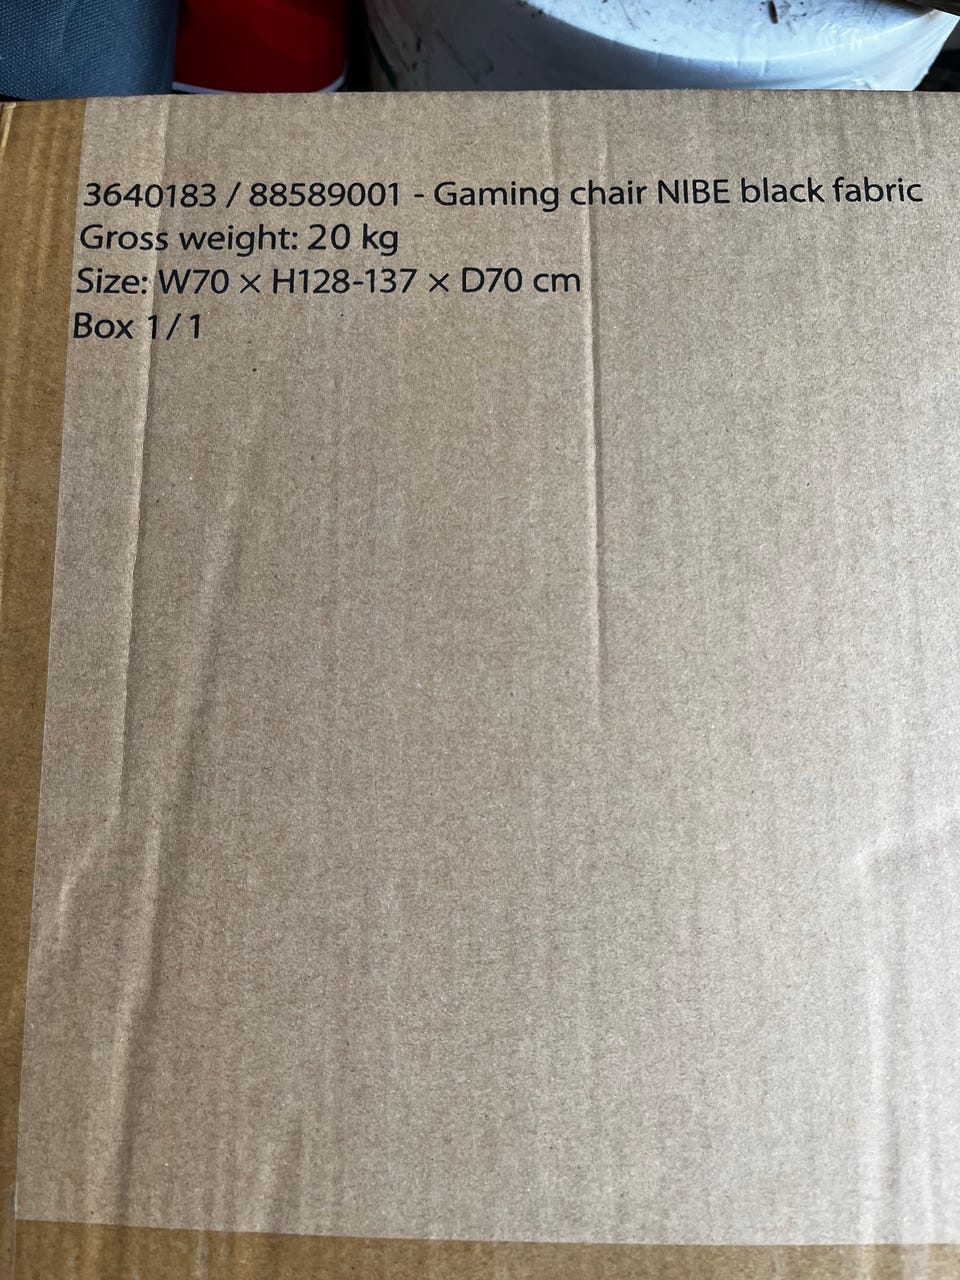 3640183 / 88589001 - Gaming chair NIBE black fabric
Gross weight: 20 kg
Size: W70 × H128-137 × D70 cm
Box 1/1